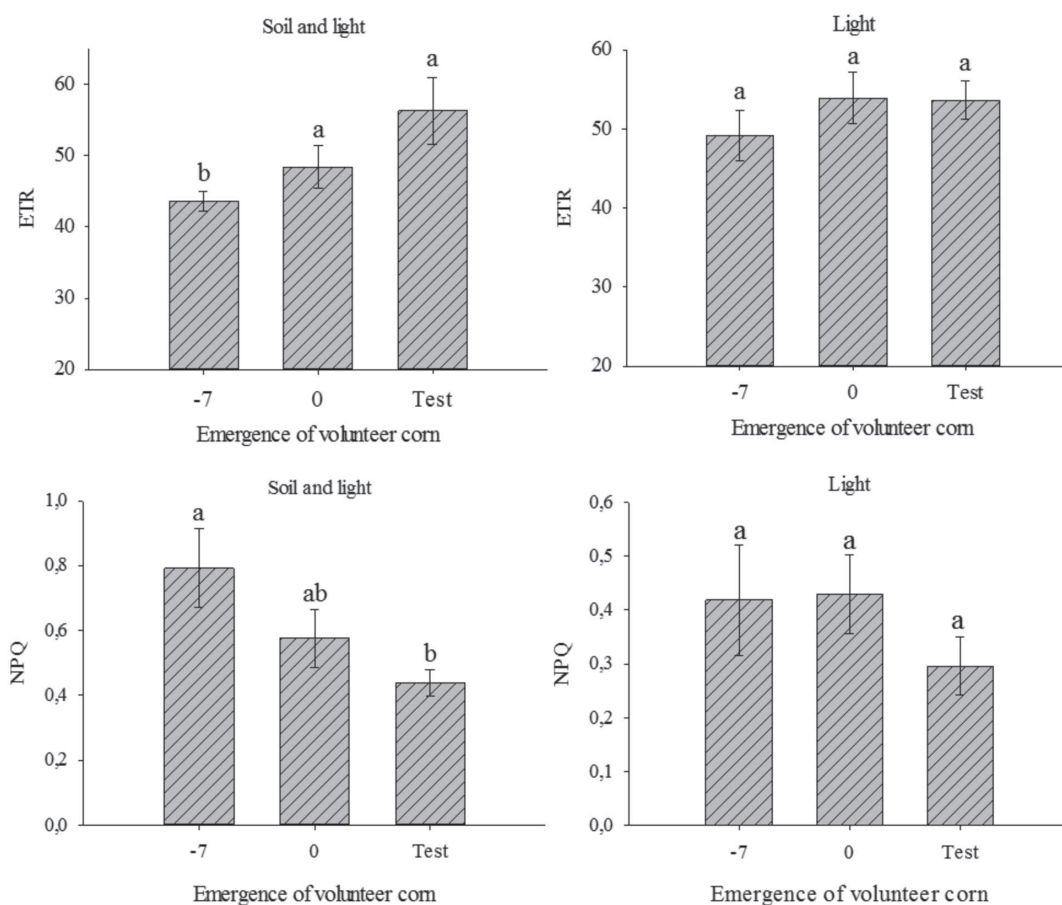 Soil and light
a
a
b
60
50
40
30
20
ETR
-7 0 Test
Emergence of volunteer corn
Light
a
a
a
60
50
40
30
20
ETR
-7 0 Test
Emergence of volunteer corn
Soil and light
1,0
0,8
0,6
0,4
0,2
0,0
a
ab
b
NPQ
-7 0 Test
Emergence of volunteer corn
Light
0,6
0,5
0,4
0,3
0,2
0,1
0,0
a
a
a
NPQ
-7 0 Test
Emergence of volunteer corn